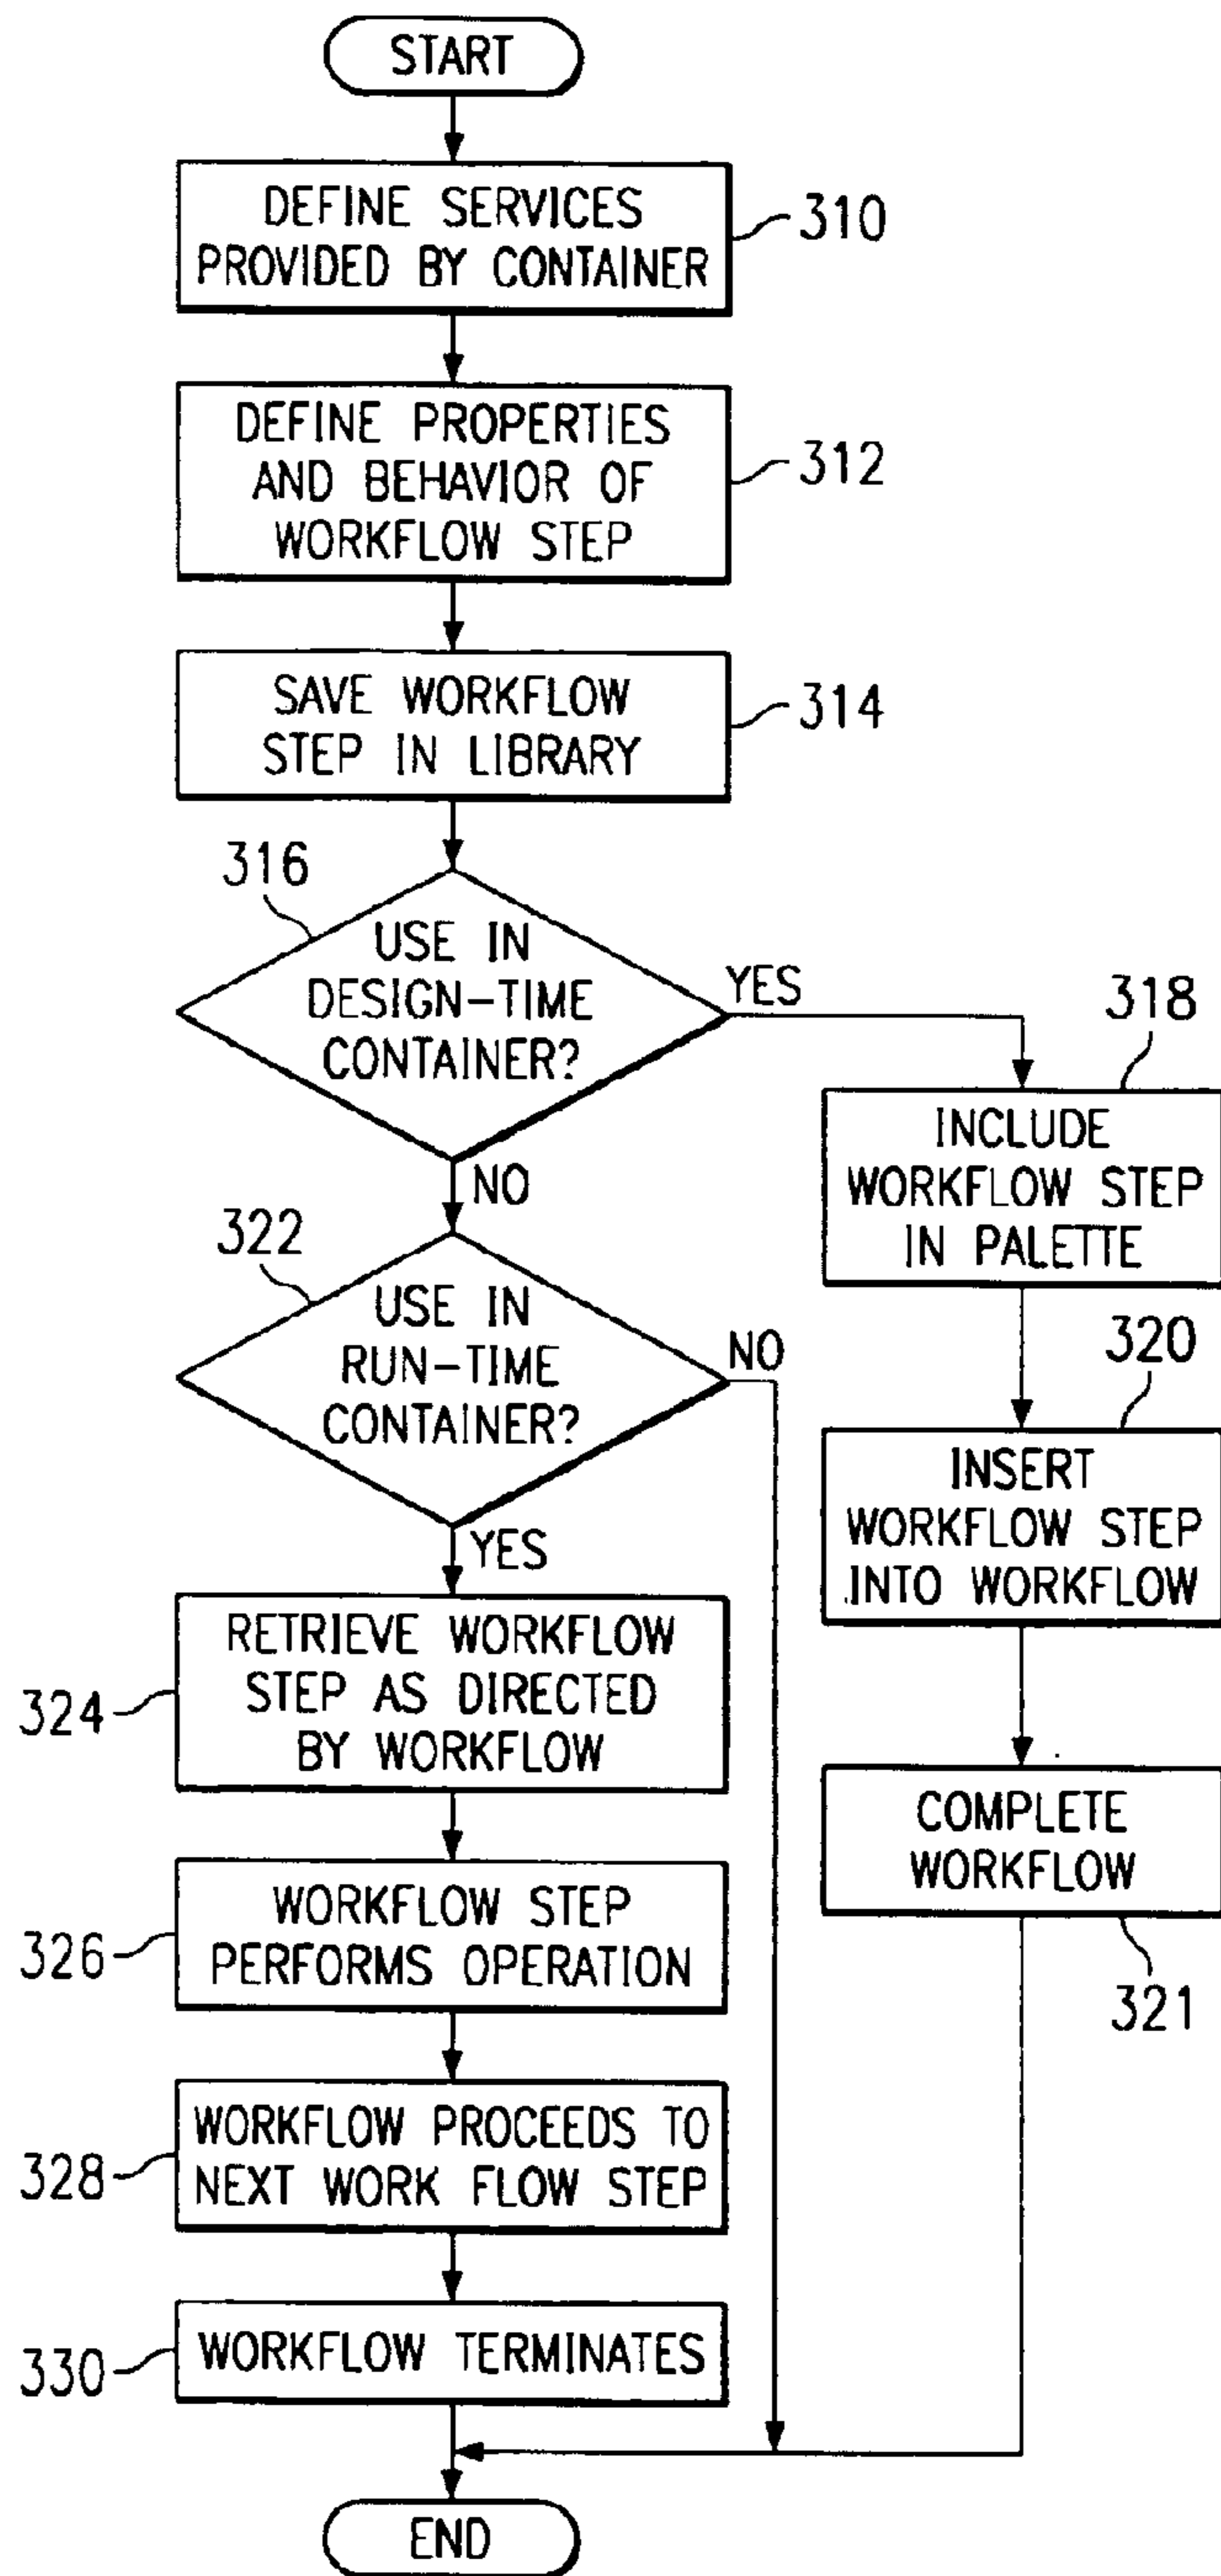 START
DEFINE SERVICES
PROVIDED BY CONTAINER
310
DEFINE PROPERTIES
AND BEHAVIOR OF
WORKFLOW STEP
312
SAVE WORKFLOW
STEP IN LIBRARY
314
316
USE IN
DESIGN-TIME
CONTAINER?
YES
NO
318
INCLUDE
WORKFLOW STEP
IN PALETTE
322
USE IN
RUN-TIME
CONTAINER?
NO
YES
320
INSERT
WORKFLOW STEP
INTO WORKFLOW
324
RETRIEVE WORKFLOW
STEP AS DIRECTED
BY WORKFLOW
COMPLETE
WORKFLOW
321
326
WORKFLOW STEP
PERFORMS OPERATION
328
WORKFLOW PROCEEDS TO
NEXT WORK FLOW STEP
330
WORKFLOW TERMINATES
END